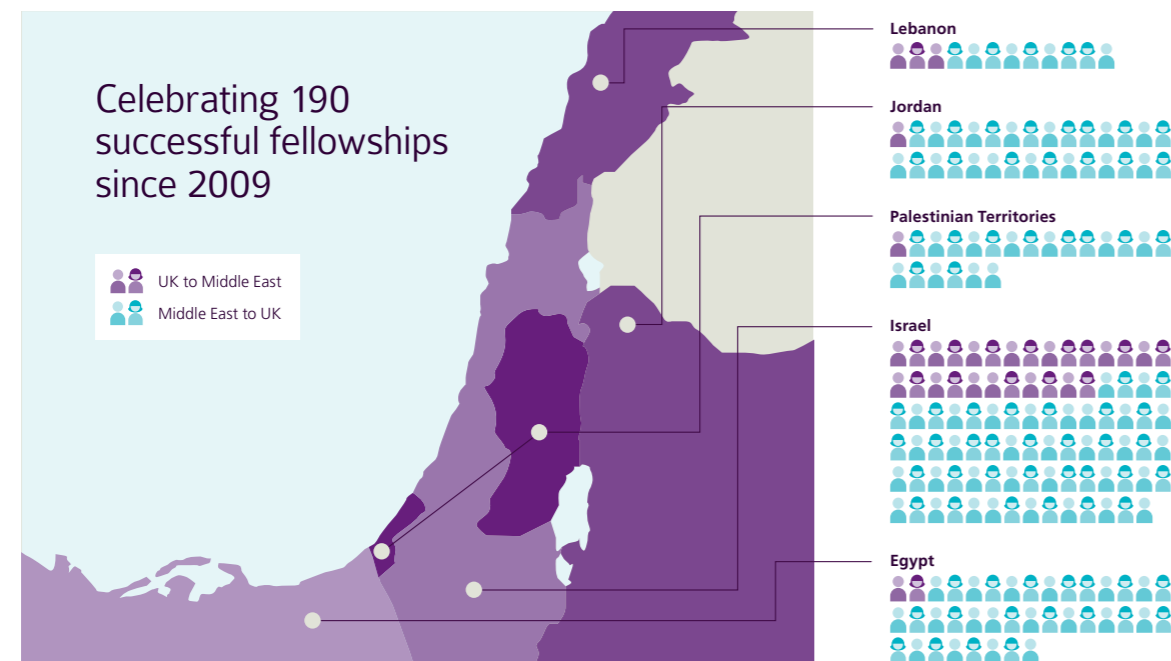 Celebrating 190
successful fellowships
since 2009
UK to Middle East
Middle East to UK
Lebanon
Jordan
Palestinian Territories
Israel
Egypt